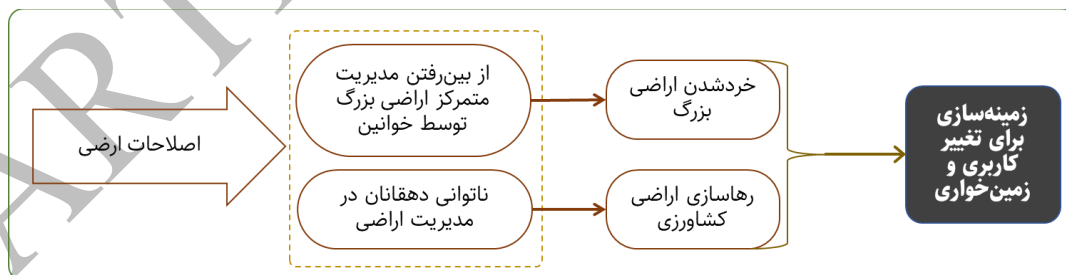 اصلاحات ارضی
از بین‌رفتن مدیریت
متمرکز اراضی بزرگ
توسط خوانین
ناتوانی دهقانان در
مدیریت اراضی
خردشدن اراضی
بزرگ
رهاسازی اراضی
کشاورزی
زمینه‌سازی
برای تغییر
کاربری و
زمین‌خواری